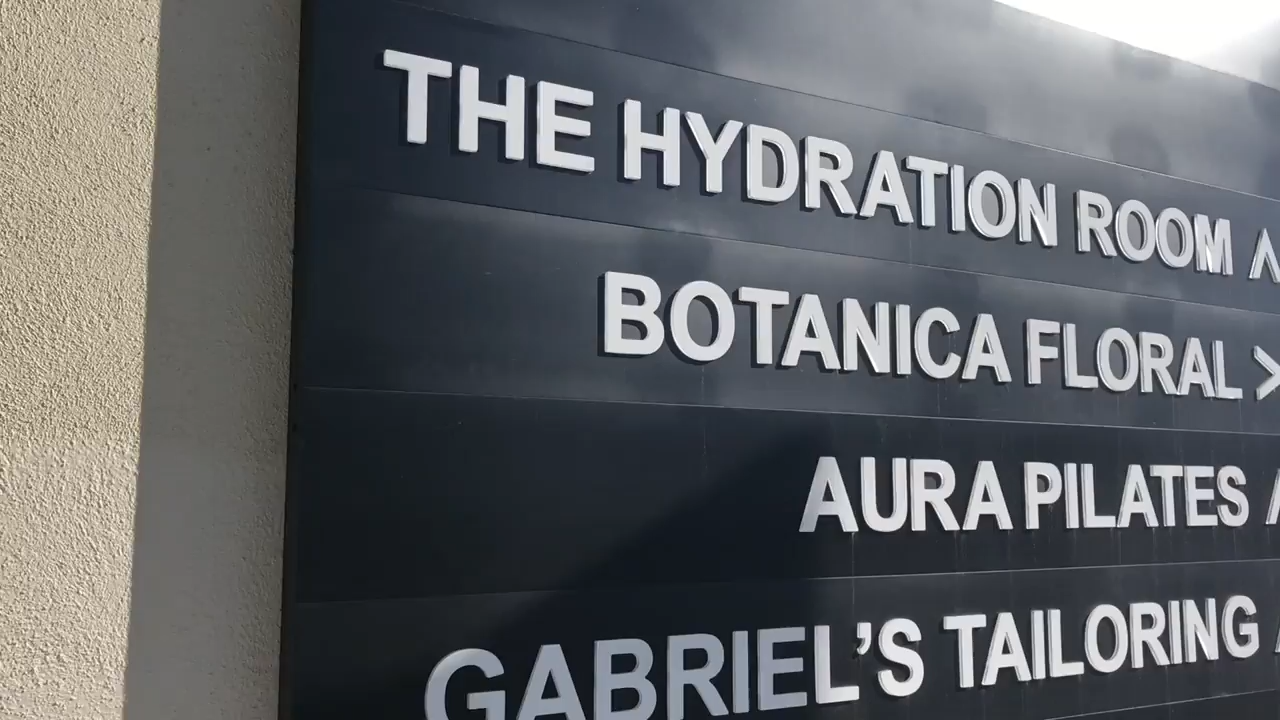 THE HYDRATION ROOM ^
BOTANICA FLORAL >
AURA PILATES ^
GABRIEL’S TAILORING